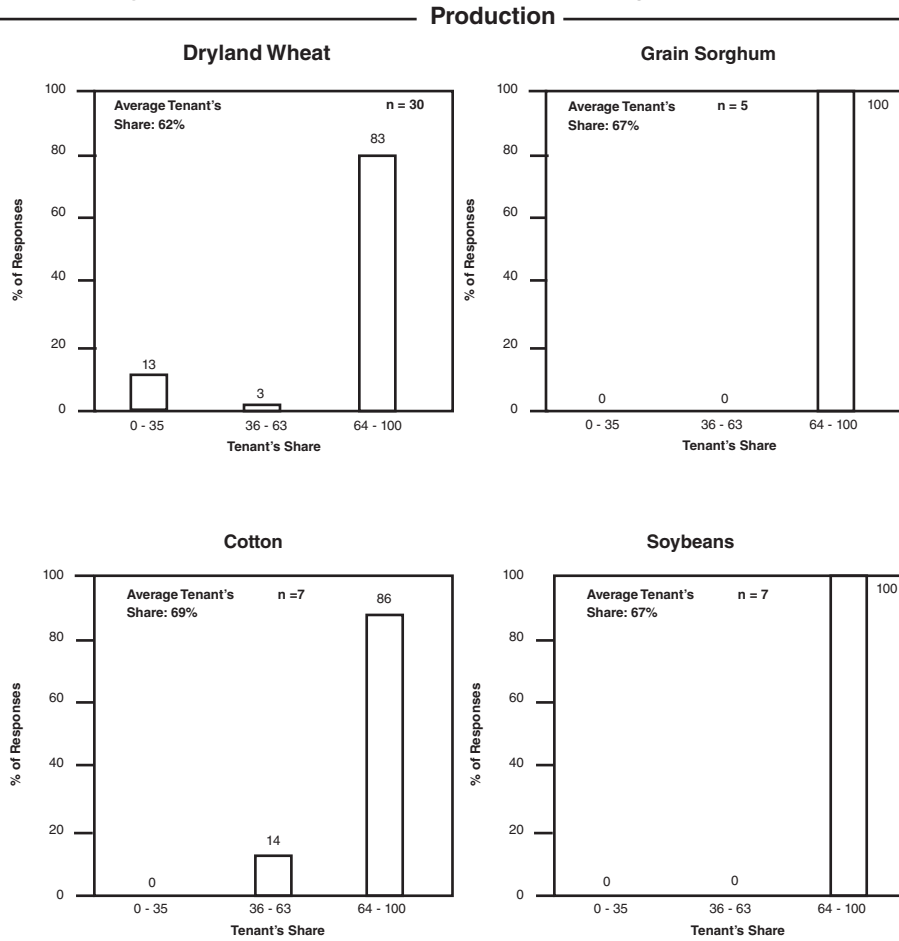 Production
Dryland Wheat
100
80
60
40
20
0
% of Responses
Average Tenant's
Share: 62%
n = 30
13
3
83
0 - 35
36 - 63
64 - 100
Tenant's Share
Grain Sorghum
100
80
60
40
20
0
% of Responses
Average Tenant's
Share: 67%
n = 5
0
0
100
0 - 35
36 - 63
64 - 100
Tenant's Share
Cotton
100
80
60
40
20
0
% of Responses
Average Tenant's
Share: 69%
n =7
0
14
86
0 - 35
36 - 63
64 - 100
Tenant's Share
Soybeans
100
80
60
40
20
0
% of Responses
Average Tenant's
Share: 67%
n = 7
0
0
100
0 - 35
36 - 63
64 - 100
Tenant's Share